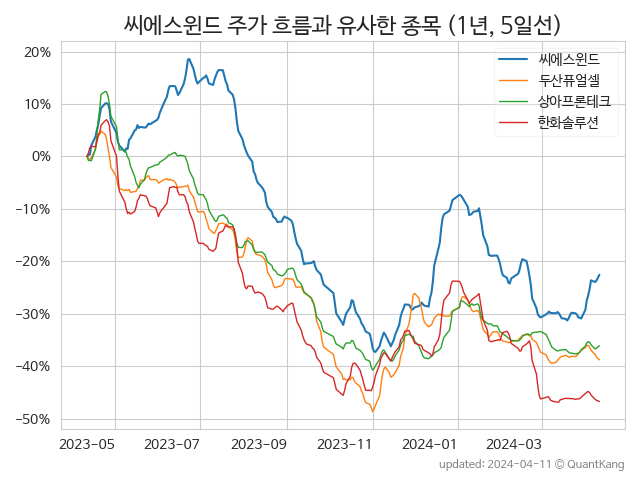 씨에스윈드 주가 흐름과 유사한 종목 (1년, 5일선)
씨에스윈드
두산퓨얼셀
상아프론테크
한화솔루션
20%
10%
0%
−10%
−20%
−30%
−40%
−50%
2023-05 2023-07 2023-09 2023-11 2024-01 2024-03
updated: 2024-04-11 © QuantKang